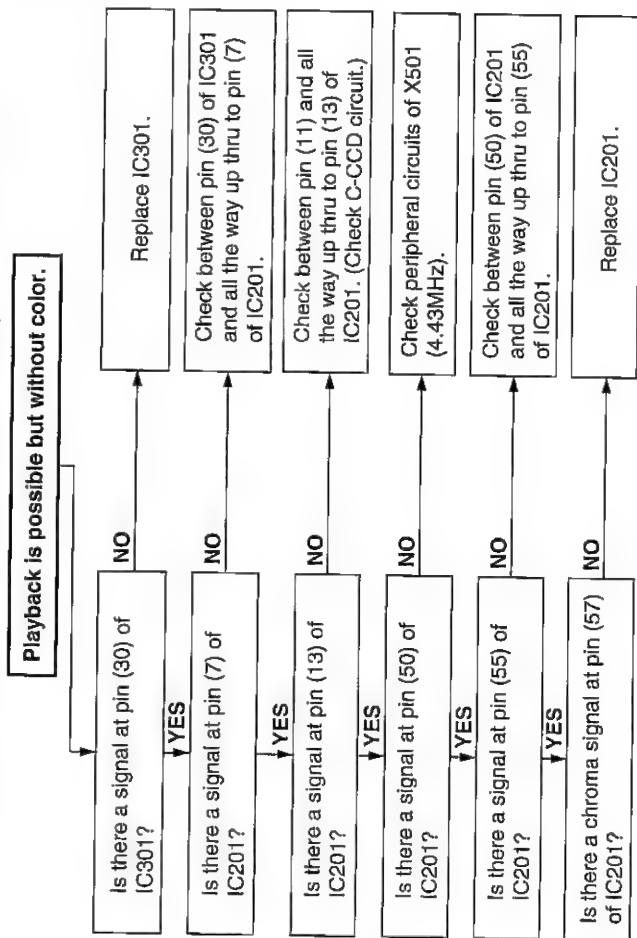 Playback is possible but without color.
Is there a signal at pin (30) of
IC301?
NO
Replace IC301.
YES
Is there a signal at pin (7) of
IC201?
NO
Check between pin (30) of IC301
and all the way up thru to pin (7)
of IC201.
YES
Is there a signal at pin (13) of
IC201?
NO
Check between pin (11) and all
the way up thru to pin (13) of
IC201. (Check C-CCD circuit.)
YES
Is there a signal at pin (50) of
IC201?
NO
Check peripheral circuits of X501
(4.43MHz).
YES
Is there a signal at pin (55) of
IC201?
NO
Check between pin (50) of IC201
and all the way up thru to pin (55)
of IC201.
YES
Is there a chroma signal at pin (57)
of IC201?
NO
Replace IC201.